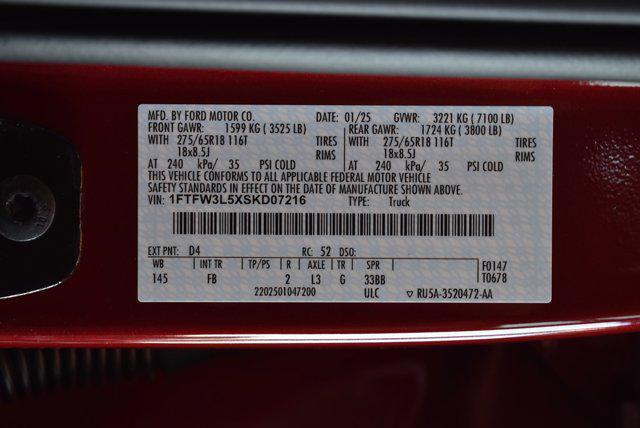 MFD. BY FORD MOTOR CO. DATE: 01/25 GVWR: 3221 KG ( 7100 LB)
FRONT GAWR: 1599 KG ( 3525 LB) REAR GAWR: 1724 KG ( 3800 LB)
WITH 275/65R18 116T TIRES WITH 275/65R18 116T TIRES
18x8.5J RIMS 18x8.5J RIMS
AT 240 kPa/ 35 PSI COLD AT 240 kPa/ 35 PSI COLD
THIS VEHICLE CONFORMS TO ALL APPLICABLE FEDERAL MOTOR VEHICLE
SAFETY STANDARDS IN EFFECT ON THE DATE OF MANUFACTURE SHOWN ABOVE.
VIN: 1FTFW3L5XSKD07216 TYPE: Truck
EXT PNT: D4 RC: 52 DSO:
WB INT TR TP/PS R AXLE TR SPR F0147
145 FB 2 L3 G 33BB T0678
2202501047200 ULC ▼ RU5A-3520472-AA